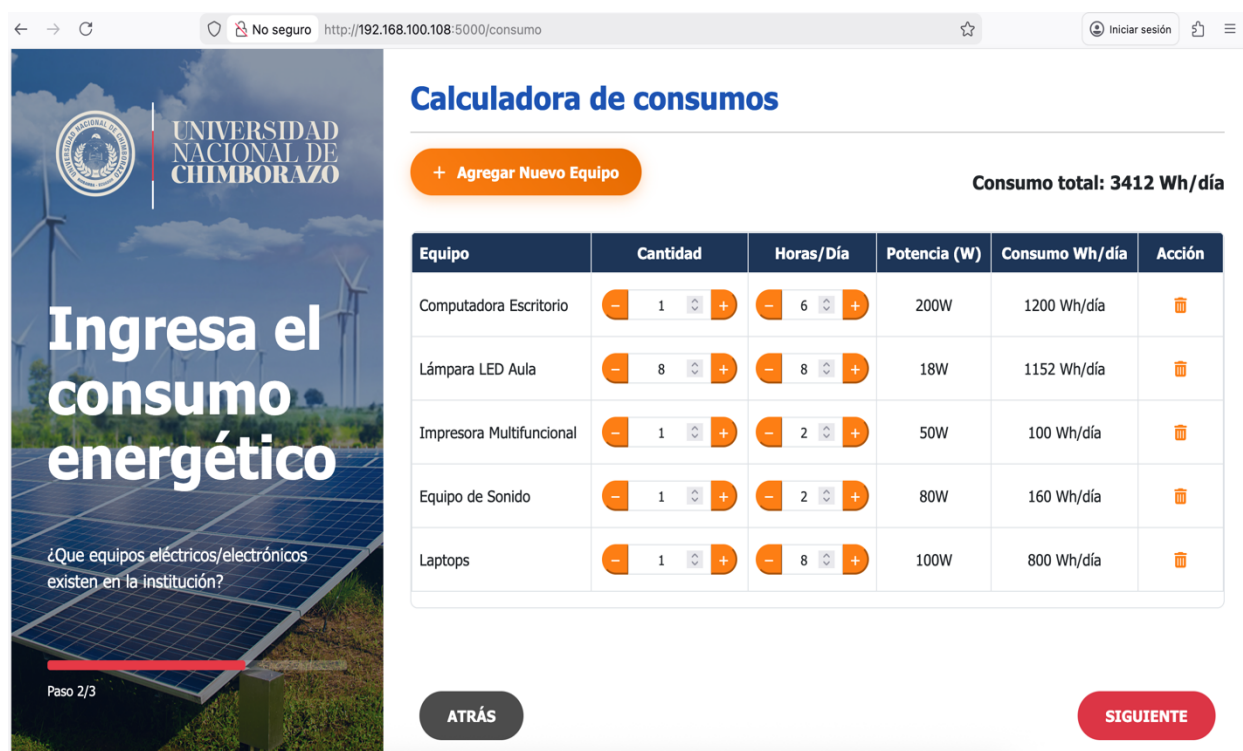 No seguro http://192.168.100.108:5000/consumo Iniciar sesión
UNIVERSIDAD
NACIONAL DE
CHIMBORAZO
Ingresa el
consumo
energético
¿Que equipos eléctricos/electrónicos
existen en la institución?
Paso 2/3
Calculadora de consumos
+ Agregar Nuevo Equipo
Consumo total: 3412 Wh/día
Equipo Cantidad Horas/Día Potencia (W) Consumo Wh/día Acción
Computadora Escritorio − 1 + − 6 + 200W 1200 Wh/día
Lámpara LED Aula − 8 + − 8 + 18W 1152 Wh/día
Impresora Multifuncional − 1 + − 2 + 50W 100 Wh/día
Equipo de Sonido − 1 + − 2 + 80W 160 Wh/día
Laptops − 1 + − 8 + 100W 800 Wh/día
ATRÁS SIGUIENTE